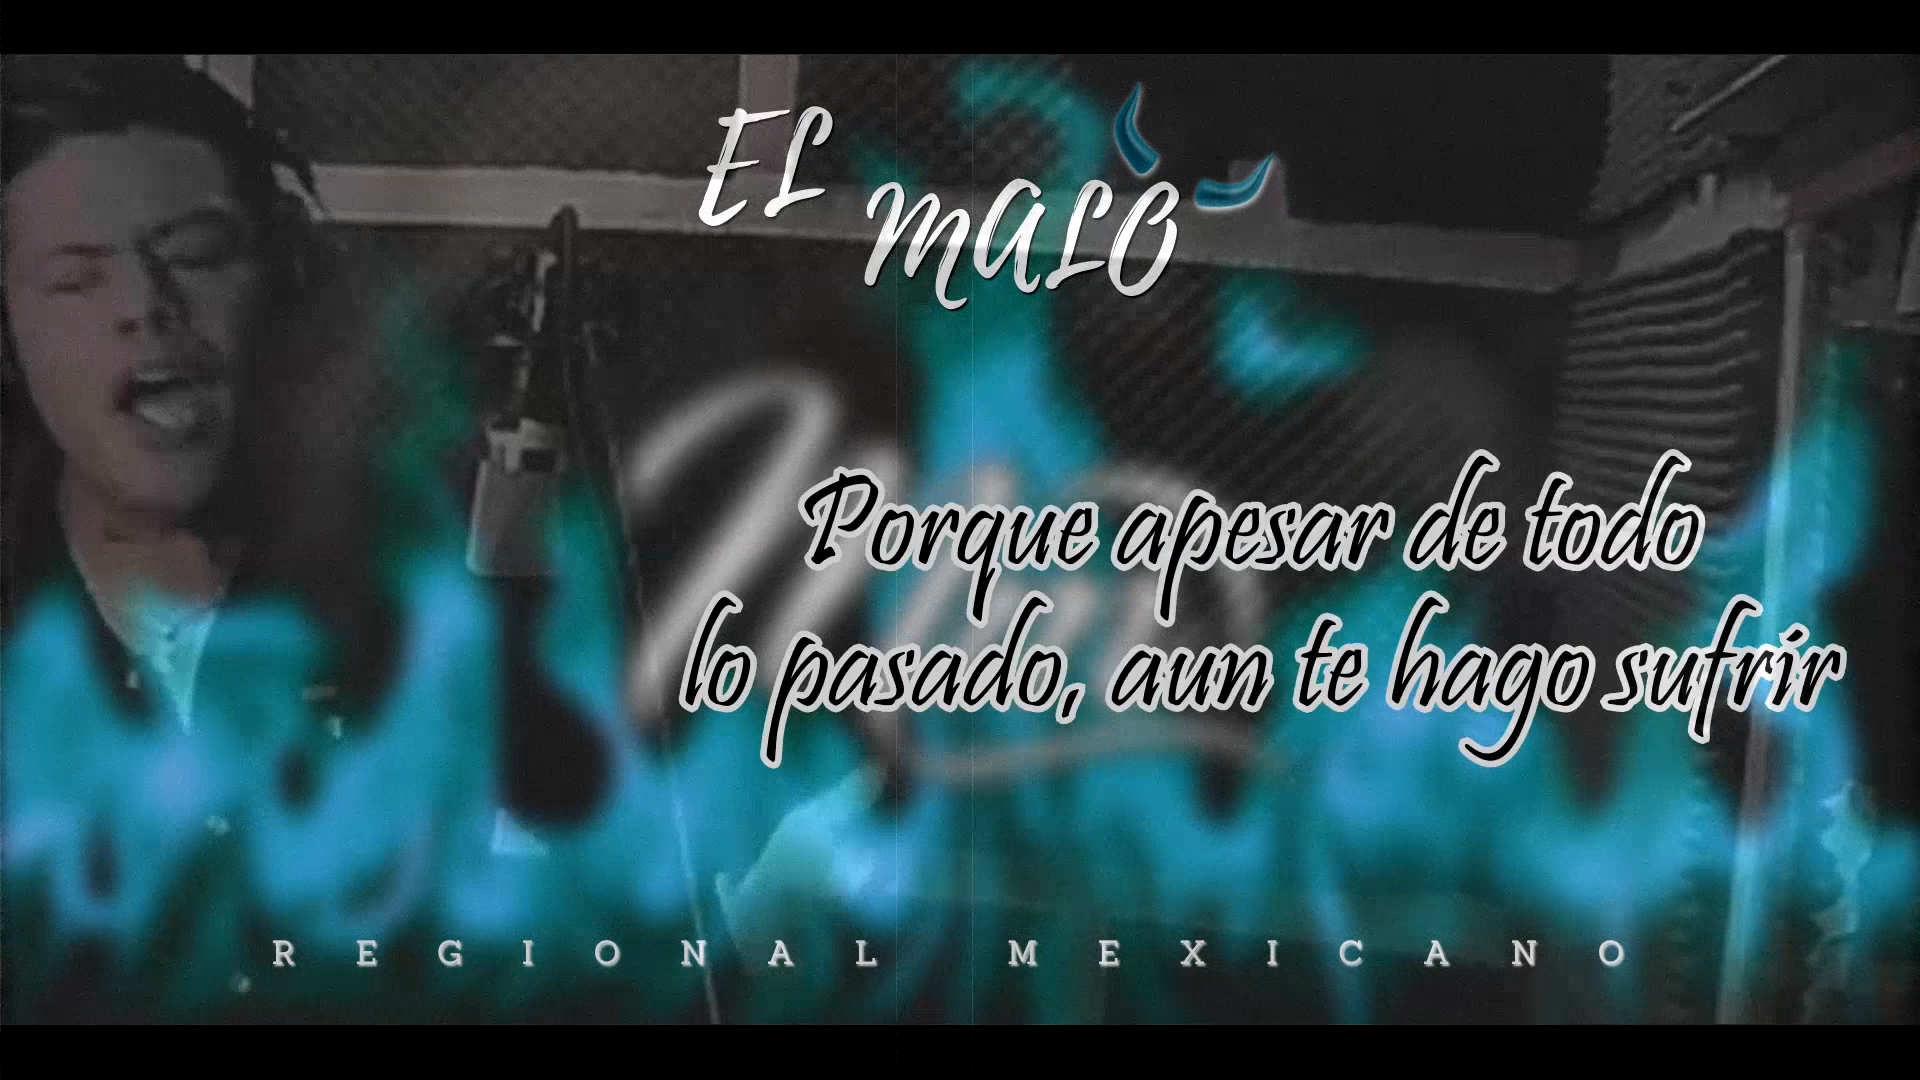 EL
MALO
Porque apesar de todo
lo pasado, aun te hago sufrir
REGIONAL MEXICANO